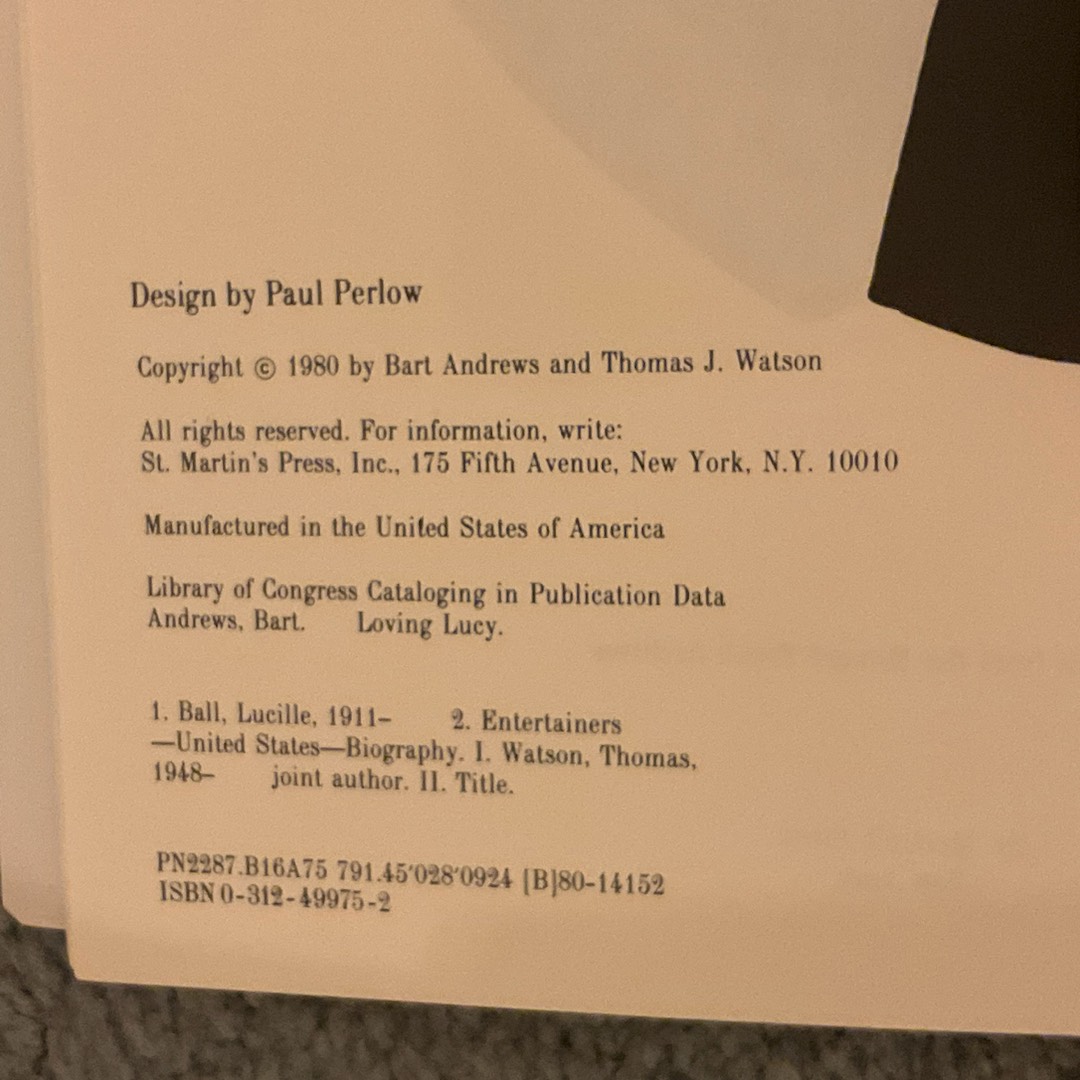 Design by Paul Perlow
Copyright © 1980 by Bart Andrews and Thomas J. Watson
All rights reserved. For information, write:
St. Martin's Press, Inc., 175 Fifth Avenue, New York, N.Y. 10010
Manufactured in the United States of America
Library of Congress Cataloging in Publication Data
Andrews, Bart. Loving Lucy.
1. Ball, Lucille, 1911– 2. Entertainers
—United States—Biography. I. Watson, Thomas,
1948– joint author. II. Title.
PN2287.B16A75 791.45'028'0924 [B]80-14152
ISBN 0-312-49975-2